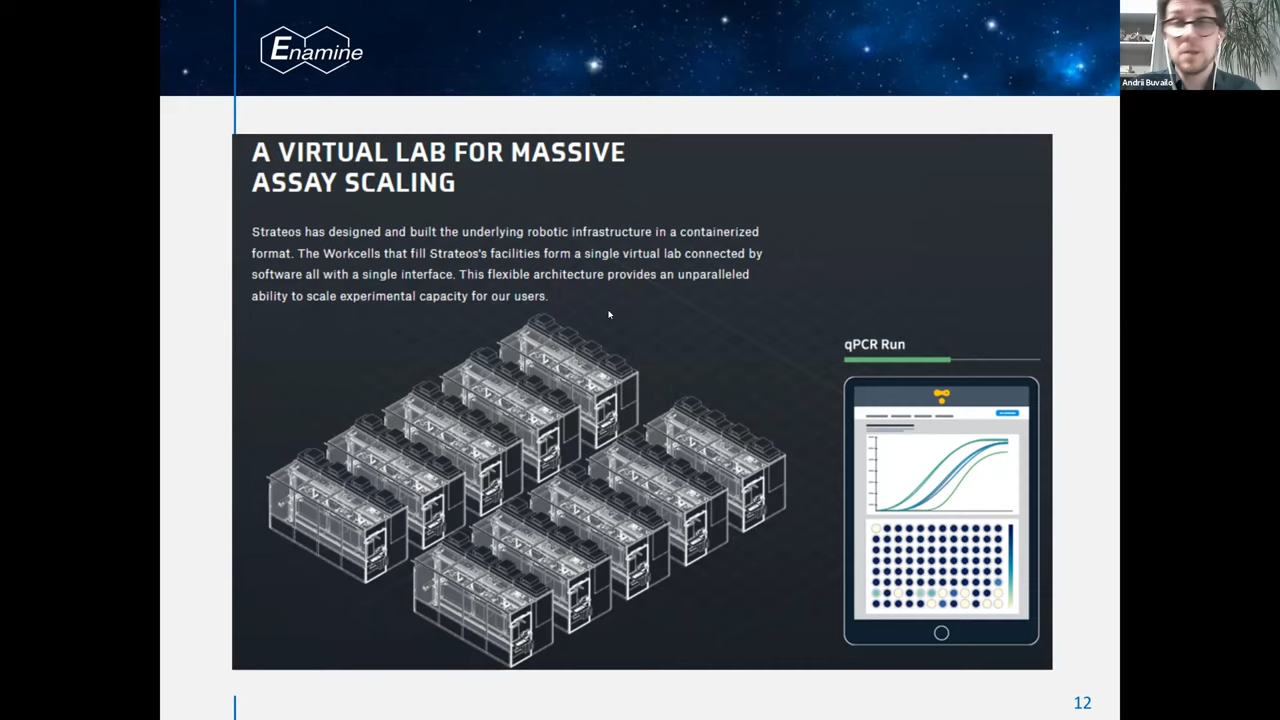 Enamine
Andrii Buvailo
A VIRTUAL LAB FOR MASSIVE
ASSAY SCALING
Strateos has designed and built the underlying robotic infrastructure in a containerized
format. The Workcells that fill Strateos's facilities form a single virtual lab connected by
software all with a single interface. This flexible architecture provides an unparalleled
ability to scale experimental capacity for our users.
qPCR Run
12